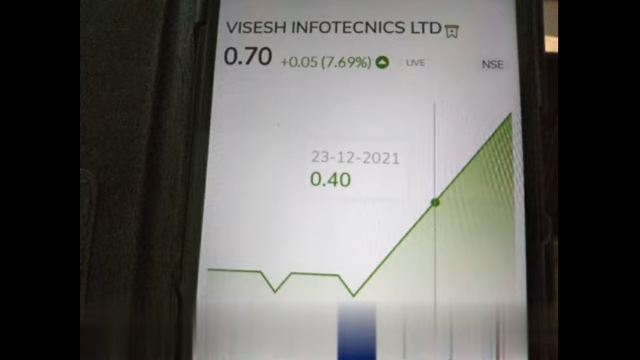 VISESH INFOTECNICS LTD
0.70 +0.05 (7.69%) LIVE NSE
23-12-2021
0.40